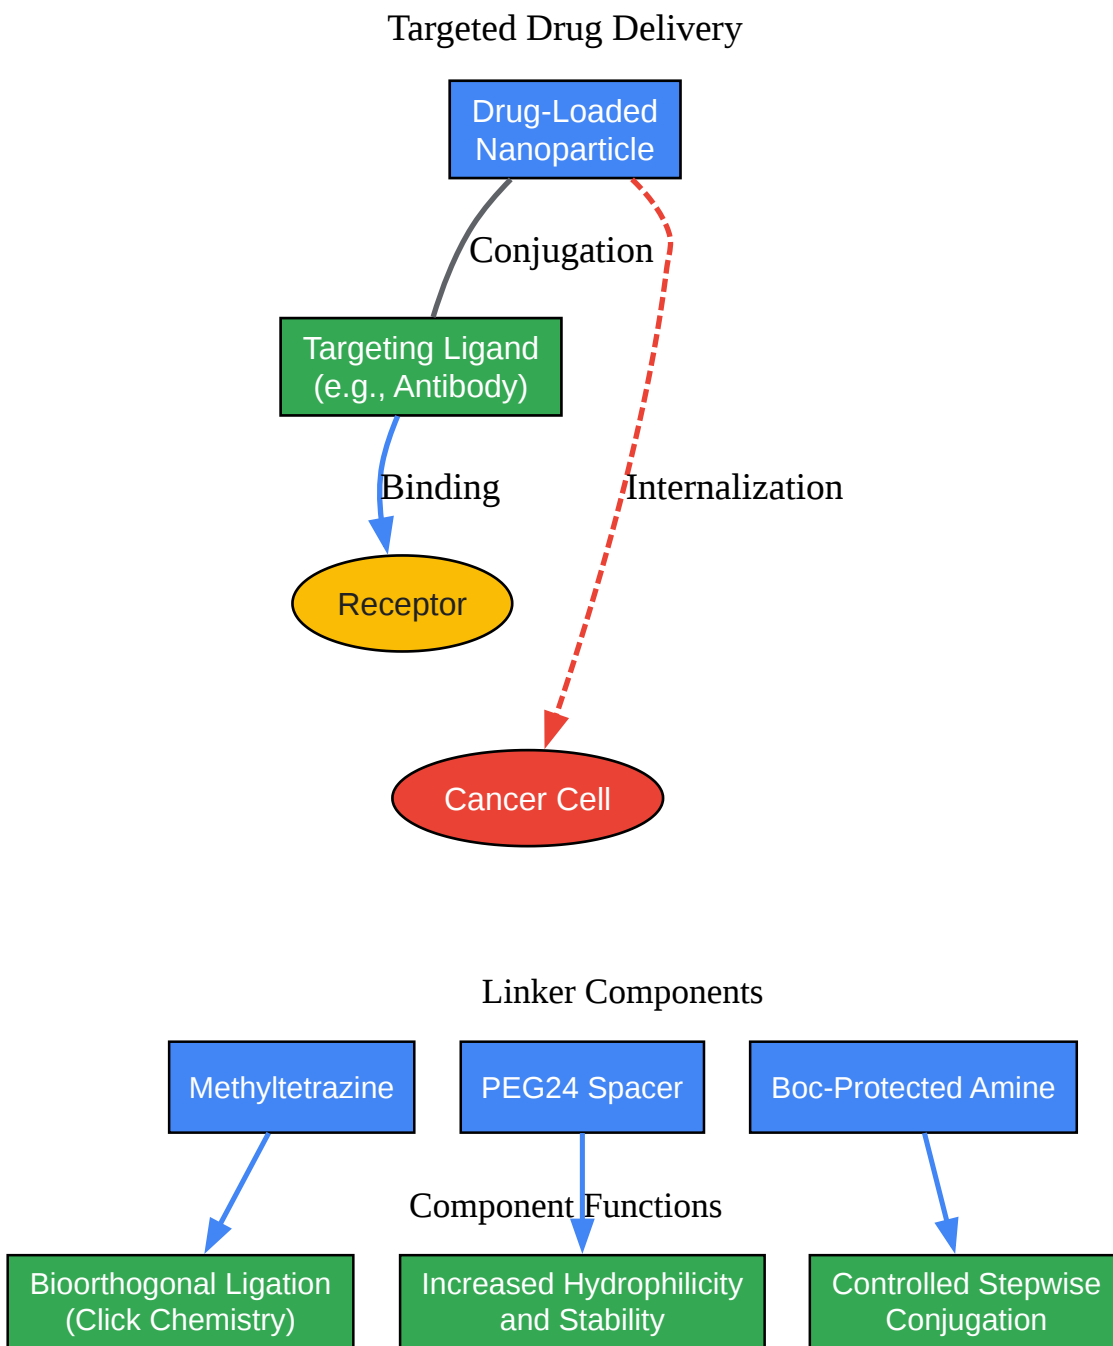 Targeted Drug Delivery
Drug-Loaded
Nanoparticle
Conjugation
Targeting Ligand
(e.g., Antibody)
Binding
Internalization
Receptor
Cancer Cell
Linker Components
Methyltetrazine
PEG24 Spacer
Boc-Protected Amine
Component Functions
Bioorthogonal Ligation
(Click Chemistry)
Increased Hydrophilicity
and Stability
Controlled Stepwise
Conjugation